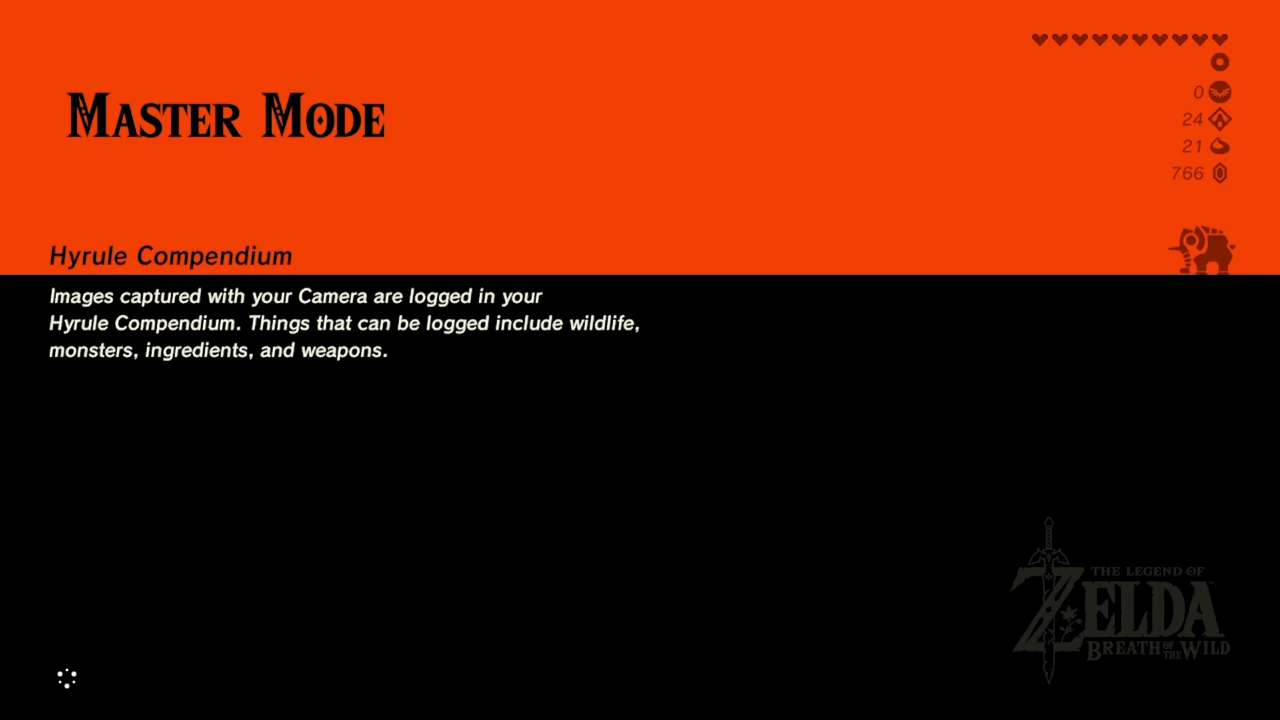 MASTER MODE
0
24
21
766
Hyrule Compendium
Images captured with your Camera are logged in your
Hyrule Compendium. Things that can be logged include wildlife,
monsters, ingredients, and weapons.
THE LEGEND OF
ZELDA
BREATH OF THE WILD